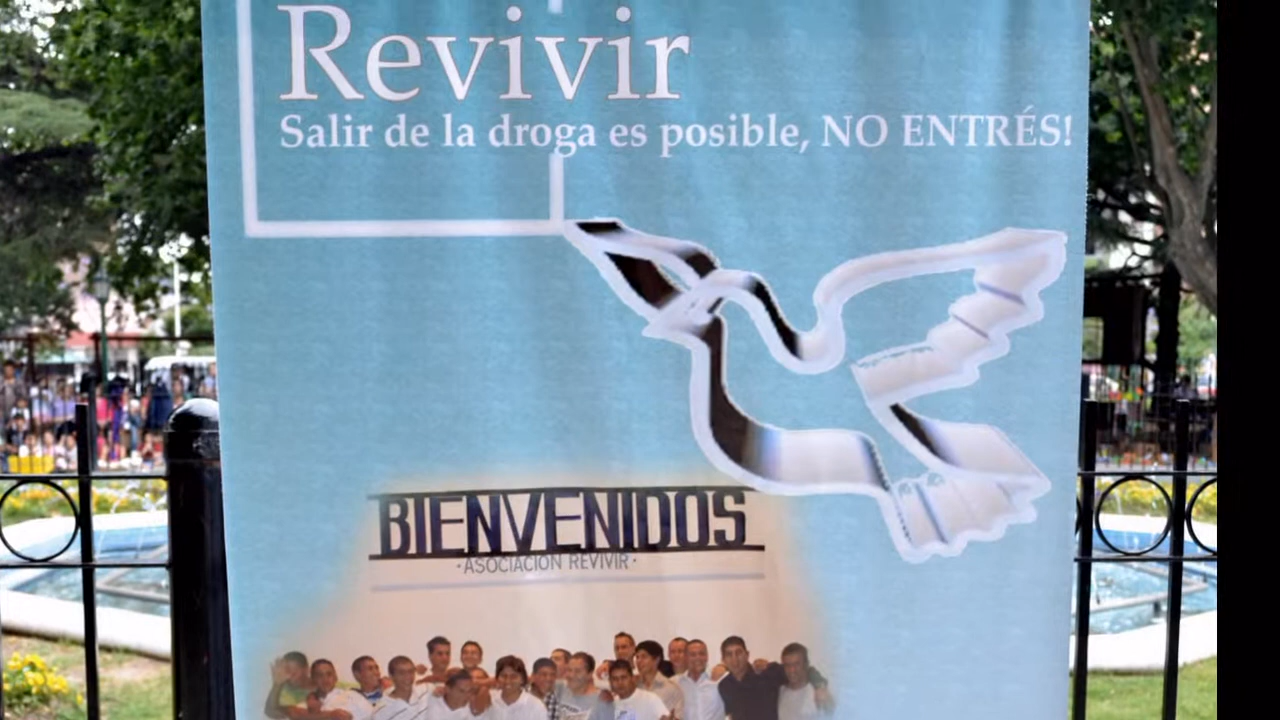 Revivir
Salir de la droga es posible, NO ENTRÉS!
BIENVENIDOS
·ASOCIACION REVIVIR·